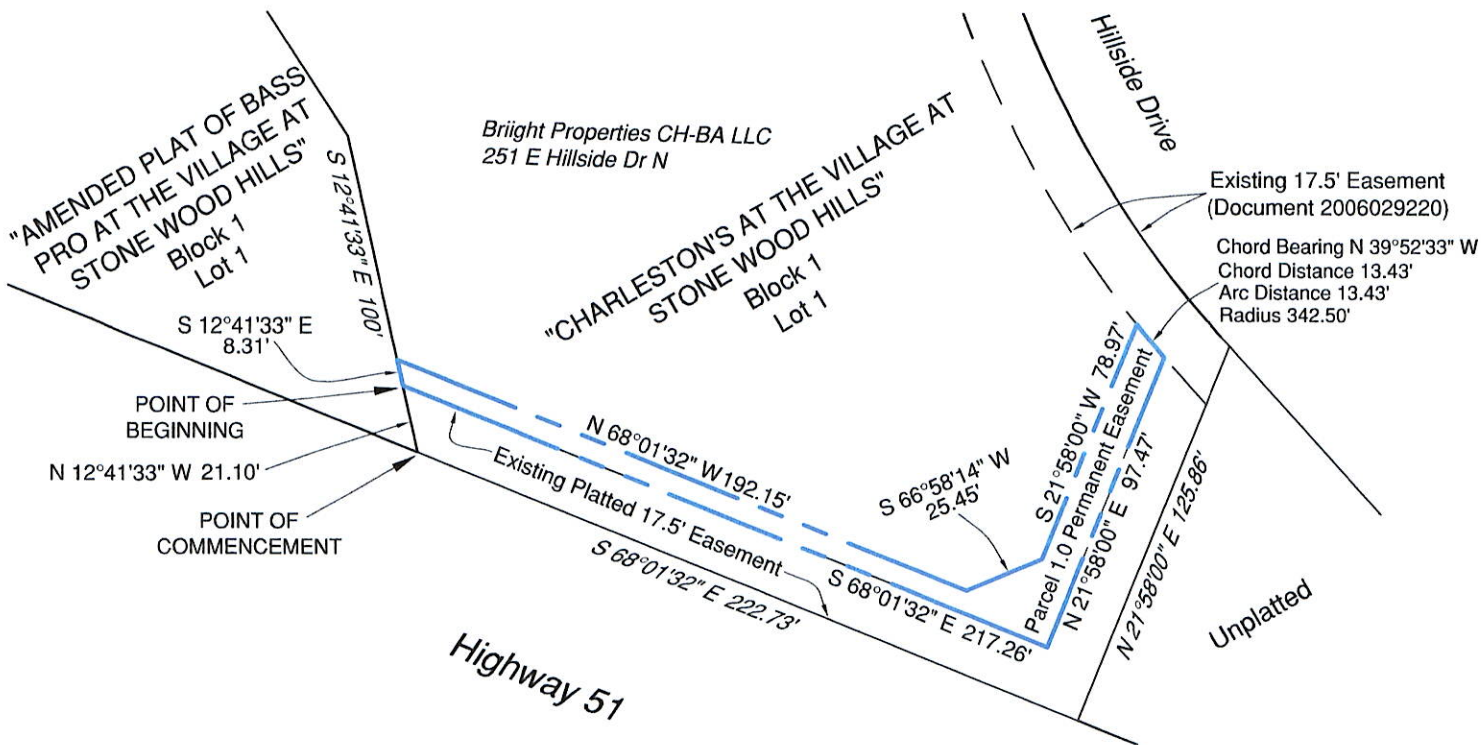 "AMENDED PLAT OF BASS
PRO AT THE VILLAGE AT
STONE WOOD HILLS"
Block 1
Lot 1
S 12°41'33" E 100'
Briight Properties CH-BA LLC
251 E Hillside Dr N
"CHARLESTON'S AT THE VILLAGE AT
STONE WOOD HILLS"
Block 1
Lot 1
Hillside Drive
Existing 17.5' Easement
(Document 2006029220)
Chord Bearing N 39°52'33" W
Chord Distance 13.43'
Arc Distance 13.43'
Radius 342.50'
S 12°41'33" E
8.31'
POINT OF
BEGINNING
N 12°41'33" W 21.10'
POINT OF
COMMENCEMENT
N 68°01'32" W 192.15'
Existing Platted 17.5' Easement
S 68°01'32" E 222.73'
S 68°01'32" E 217.26'
S 66°58'14" W
25.45'
S 21°58'00" W 78.97'
Parcel 1.0 Permanent Easement
N 21°58'00" E 97.47'
N 21°58'00" E 125.86'
Unplatted
Highway 51